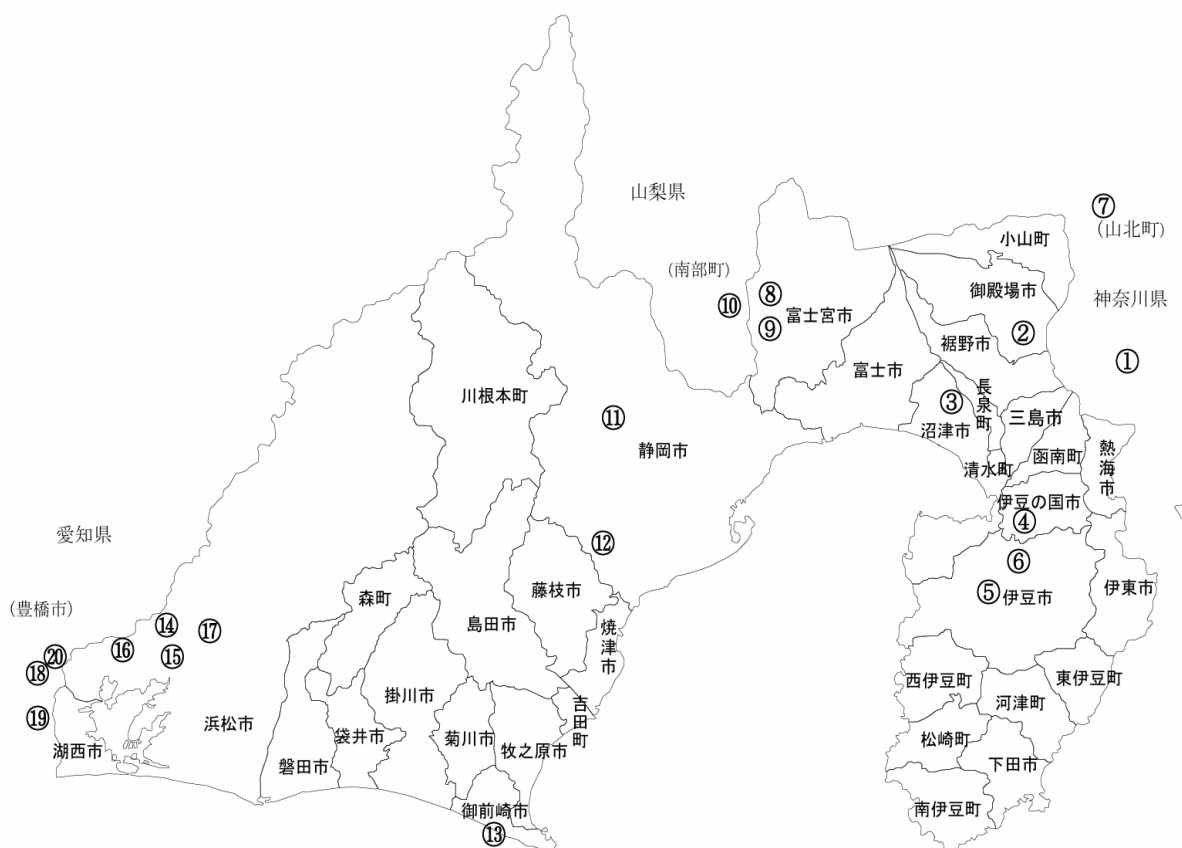 山梨県
⑦
(山北町)
小山町
(南部町)
⑩
⑧
⑨
富士宮市
御殿場市
②
神奈川県
①
裾野市
富士市
川根本町
③
長泉町
沼津市
⑪
静岡市
三島市
函南町
熱海市
清水町
伊豆の国市
④
愛知県
⑫
⑥
⑤
伊豆市
伊東市
森町
藤枝市
(豊橋市)
島田市
焼津市
⑭
⑰
⑯
⑮
⑳
⑱
⑲
湖西市
浜松市
掛川市
西伊豆町
東伊豆町
河津町
吉田町
袋井市
菊川市
牧之原市
松崎町
磐田市
下田市
御前崎市
⑬
南伊豆町